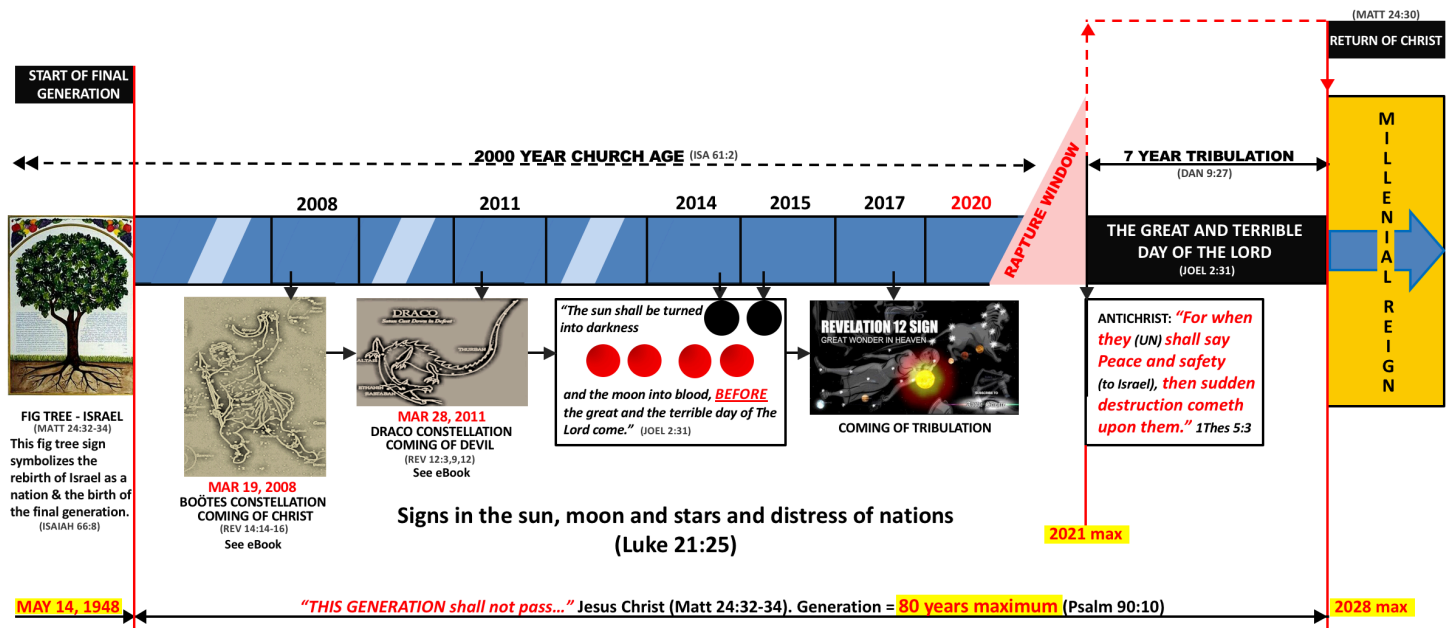 (MATT 24:30)
RETURN OF CHRIST
START OF FINAL
GENERATION
2000 YEAR CHURCH AGE (ISA 61:2)
7 YEAR TRIBULATION
(DAN 9:27)
RAPTURE WINDOW
MILLENIAL REIGN
2008
2011
2014
2015
2017
2020
THE GREAT AND TERRIBLE
DAY OF THE LORD
(JOEL 2:31)
FIG TREE - ISRAEL
(MATT 24:32-34)
This fig tree sign
symbolizes the
rebirth of Israel as a
nation & the birth of
the final generation.
(ISAIAH 66:8)
MAR 19, 2008
BOÖTES CONSTELLATION
COMING OF CHRIST
(REV 14:14-16)
See eBook
DRACO
THUBBAN
MAR 28, 2011
DRACO CONSTELLATION
COMING OF DEVIL
(REV 12:3,9,12)
See eBook
“The sun shall be turned
into darkness
and the moon into blood, BEFORE
the great and the terrible day of The
Lord come.” (JOEL 2:31)
REVELATION 12 SIGN
GREAT WONDER IN HEAVEN
SUBSCRIBE TO
COMING OF TRIBULATION
ANTICHRIST: “For when
they (UN) shall say
Peace and safety
(to Israel), then sudden
destruction cometh
upon them.” 1Thes 5:3
Signs in the sun, moon and stars and distress of nations
(Luke 21:25)
2021 max
MAY 14, 1948
“THIS GENERATION shall not pass…” Jesus Christ (Matt 24:32-34). Generation = 80 years maximum (Psalm 90:10)
2028 max